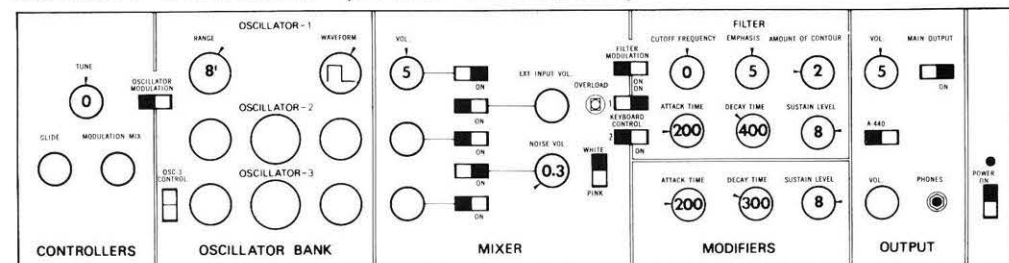 TUNE
0
OSCILLATOR
MODULATION
ON
GLIDE
MODULATION MIX
CONTROLLERS
OSCILLATOR-1
RANGE
8'
WAVEFORM
OSCILLATOR-2
OSCILLATOR-3
OSC-3
CONTROL
OSCILLATOR BANK
VOL.
5
ON
ON
ON
ON
ON
EXT INPUT VOL.
OVERLOAD
NOISE VOL.
0.3
WHITE
PINK
MIXER
FILTER
MODULATION
ON
ON
1
KEYBOARD
CONTROL
2
ON
FILTER
CUTOFF FREQUENCY
EMPHASIS
AMOUNT OF CONTOUR
0
5
2
ATTACK TIME
DECAY TIME
SUSTAIN LEVEL
200
400
8
ATTACK TIME
DECAY TIME
SUSTAIN LEVEL
200
300
8
MODIFIERS
VOL.
MAIN OUTPUT
5
ON
A-440
VOL.
PHONES
OUTPUT
POWER
ON